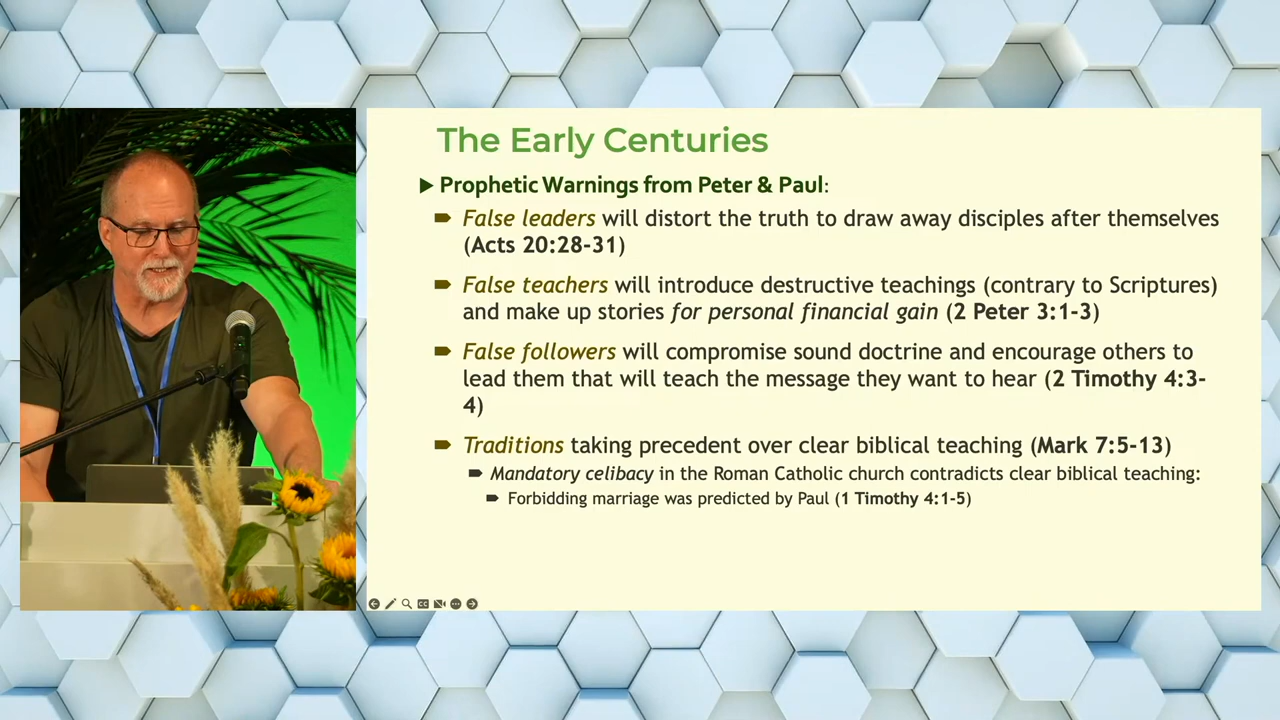 The Early Centuries
Prophetic Warnings from Peter & Paul:
False leaders will distort the truth to draw away disciples after themselves
(Acts 20:28-31)
False teachers will introduce destructive teachings (contrary to Scriptures)
and make up stories for personal financial gain (2 Peter 3:1-3)
False followers will compromise sound doctrine and encourage others to
lead them that will teach the message they want to hear (2 Timothy 4:3-
4)
Traditions taking precedent over clear biblical teaching (Mark 7:5-13)
Mandatory celibacy in the Roman Catholic church contradicts clear biblical teaching:
Forbidding marriage was predicted by Paul (1 Timothy 4:1-5)